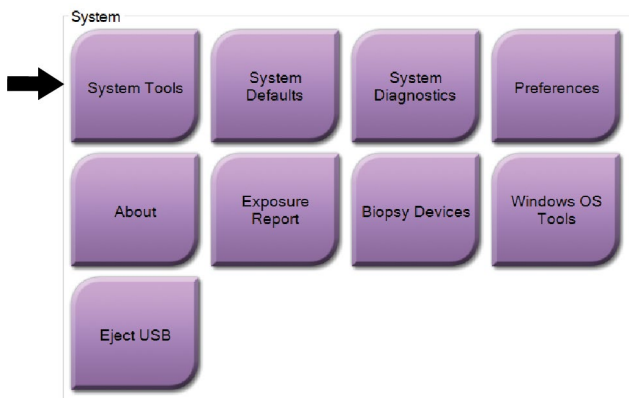 System
System Tools
System
Defaults
System
Diagnostics
Preferences
About
Exposure
Report
Biopsy Devices
Windows OS
Tools
Eject USB